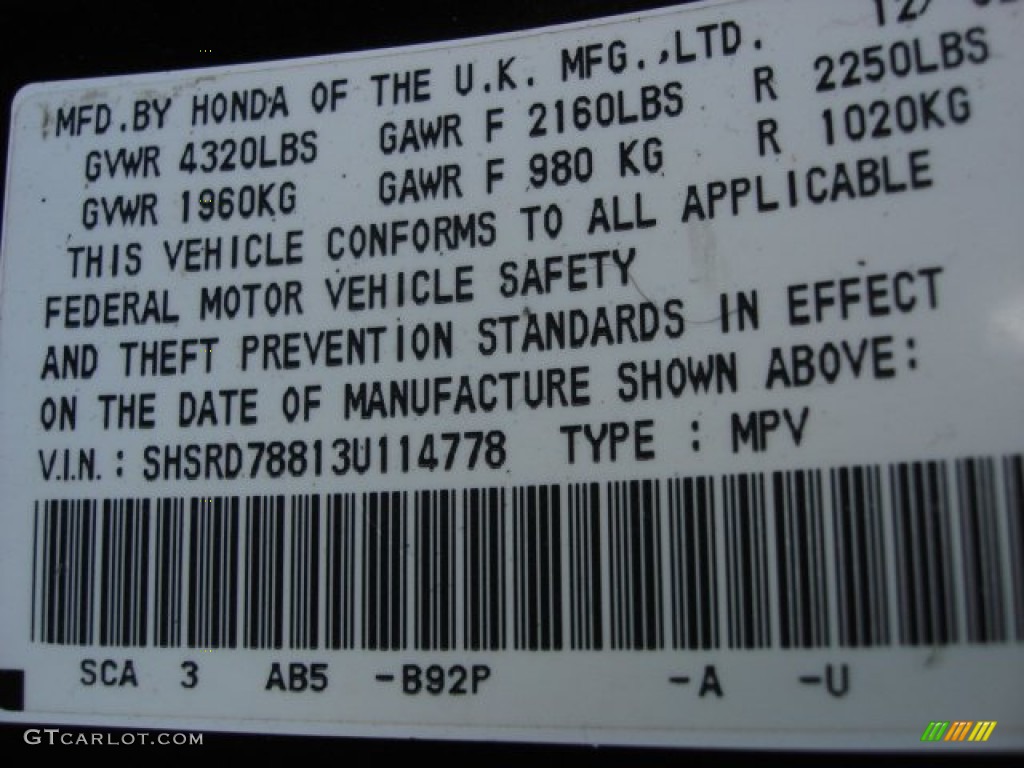 12/
MFD.BY HONDA OF THE U.K. MFG.,LTD.
GVWR 4320LBS GAWR F 2160LBS R 2250LBS
GVWR 1960KG GAWR F 980 KG R 1020KG
THIS VEHICLE CONFORMS TO ALL APPLICABLE
FEDERAL MOTOR VEHICLE SAFETY
AND THEFT PREVENTION STANDARDS IN EFFECT
ON THE DATE OF MANUFACTURE SHOWN ABOVE:
V.I.N.: SHSRD78813U114778 TYPE : MPV
SCA 3 AB5 -B92P -A -U
GTCARLOT.COM